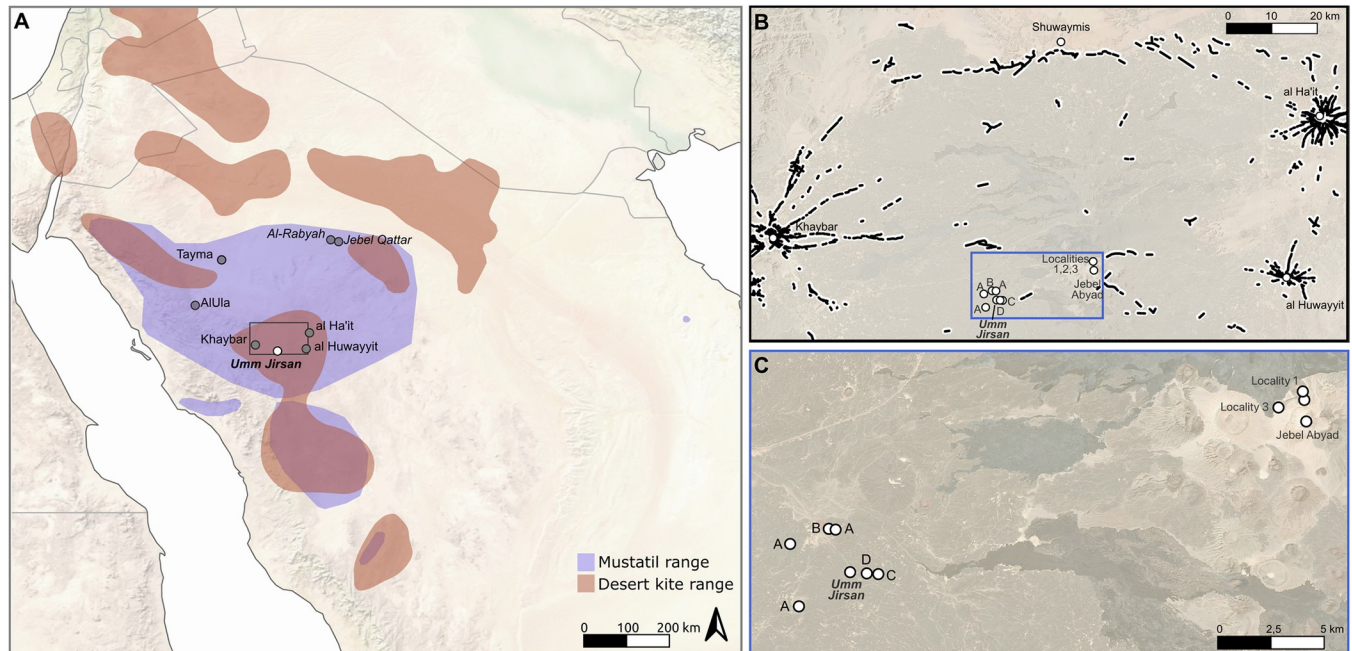 A
Al-Rabyah
Jebel Qattar
Tayma
AlUla
al Ha'it
Khaybar
al Huwayyit
Umm Jirsan
Mustatil range
Desert kite range
0 100 200 km
B
0 10 20 km
Shuwaymis
al Ha'it
Khaybar
Localities
1,2,3
B
A A
Jebel
Abyad
C
A D
al Huwayyit
Umm
Jirsan
C
Locality 1
Locality 3
Jebel Abyad
B A
A
D
C
Umm
Jirsan
A
0 2,5 5 km